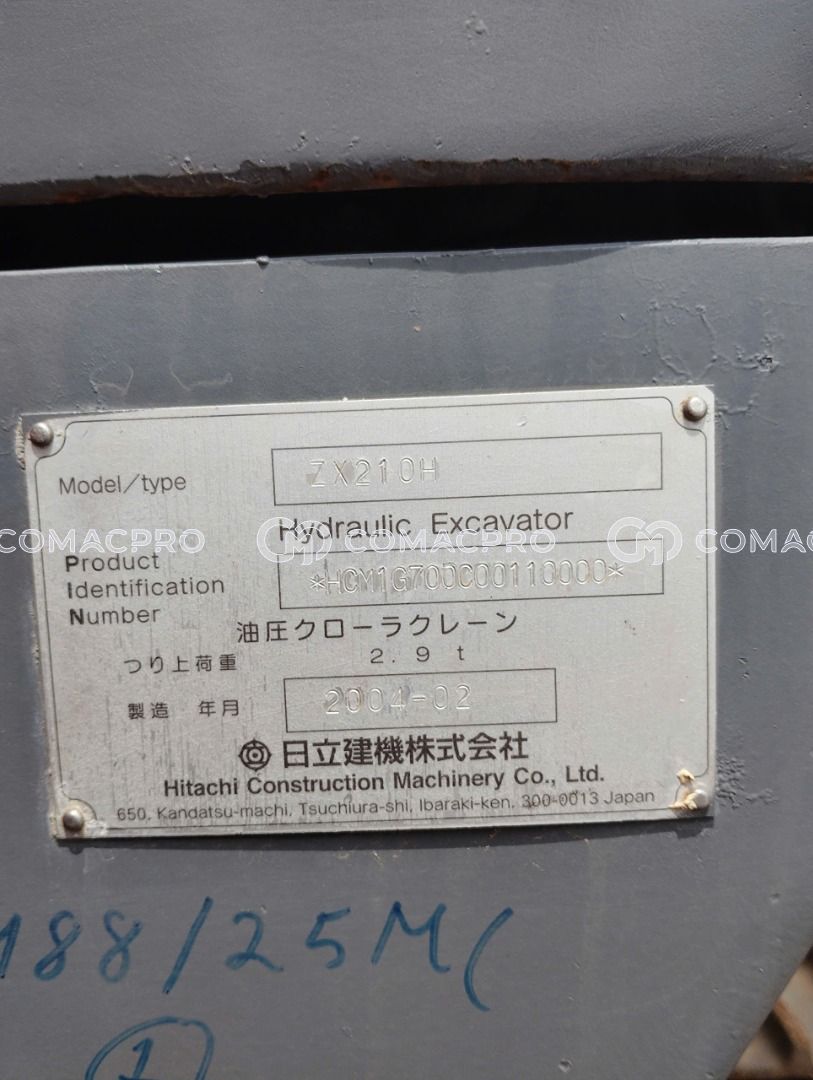 Model/type ZX210H
Hydraulic Excavator
COMACPRO COMACPRO COMACPRO
Product
Identification
Number *HCM1G700C00110000*
油圧クローラクレーン
つり上荷重 2.9 t
製造 年月 2004-02
日立建機株式会社
Hitachi Construction Machinery Co., Ltd.
650, Kandatsu-machi, Tsuchiura-shi, Ibaraki-ken, 300-0013 Japan
188/25M(
1